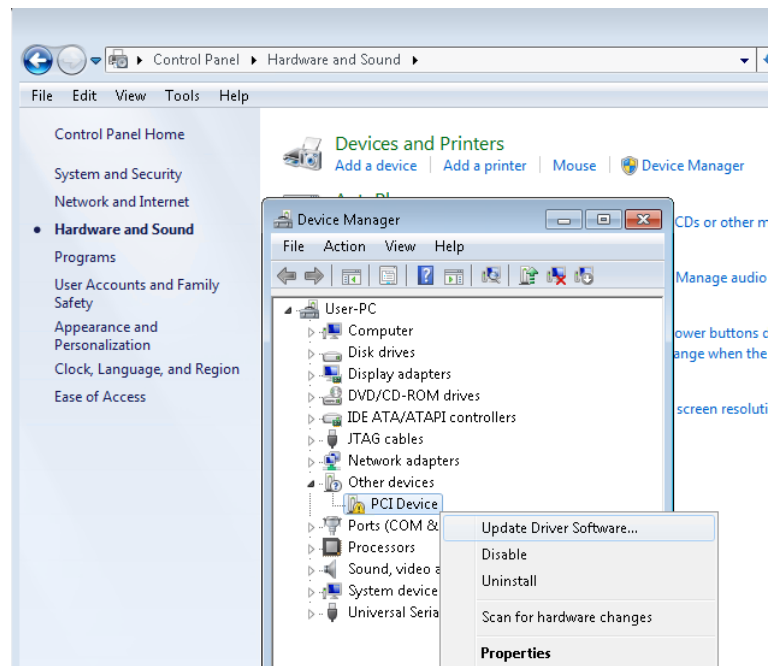 Control Panel Hardware and Sound
File Edit View Tools Help
Control Panel Home
System and Security
Network and Internet
Hardware and Sound
Programs
User Accounts and Family
Safety
Appearance and
Personalization
Clock, Language, and Region
Ease of Access
Devices and Printers
Add a device Add a printer Mouse Device Manager
CDs or other m
Manage audio
ower buttons
ange when the
screen resoluti
Device Manager
File Action View Help
User-PC
Computer
Disk drives
Display adapters
DVD/CD-ROM drives
IDE ATA/ATAPI controllers
JTAG cables
Network adapters
Other devices
PCI Device
Ports (COM &
Processors
Sound, video a
System device
Universal Seria
Update Driver Software...
Disable
Uninstall
Scan for hardware changes
Properties